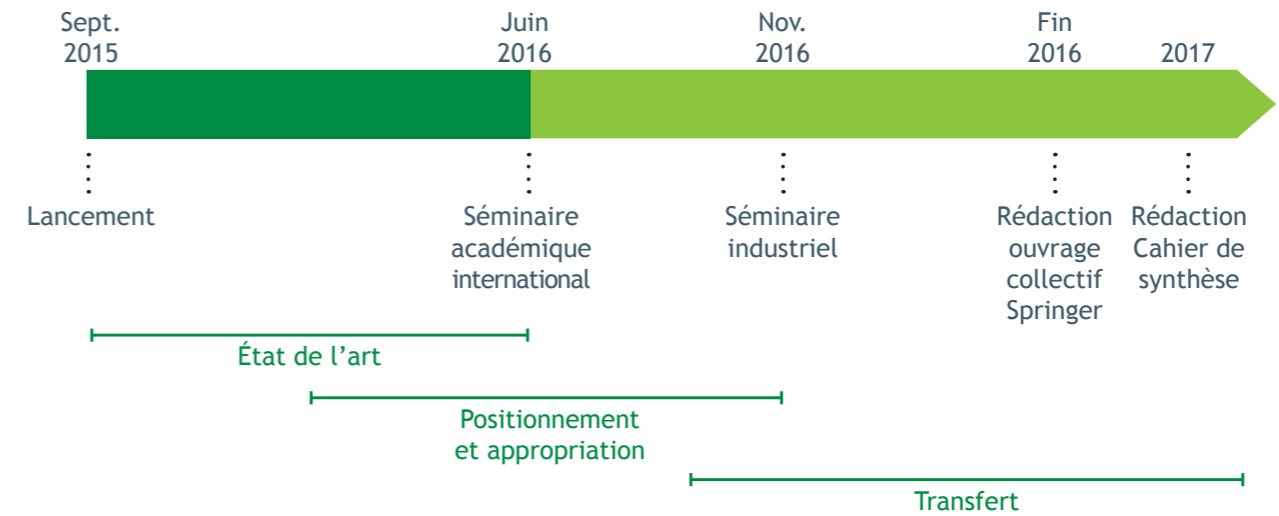 Sept.
2015
Juin
2016
Nov.
2016
Fin
2016
2017
Lancement
Séminaire
académique
international
Séminaire
industriel
Rédaction
ouvrage
collectif
Springer
Rédaction
Cahier de
synthèse
État de l’art
Positionnement
et appropriation
Transfert